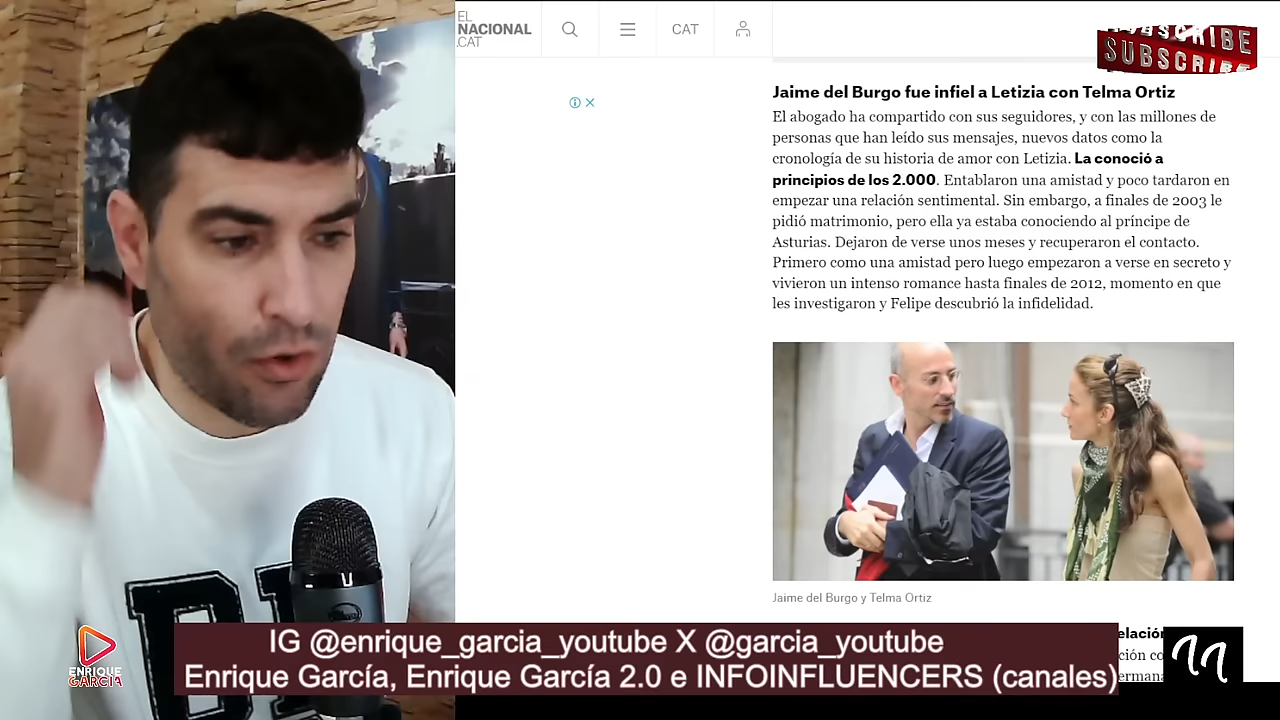 EL
NACIONAL
.CAT
CAT
SUBSCRIBE
SUBSCRIBE
Jaime del Burgo fue infiel a Letizia con Telma Ortiz
El abogado ha compartido con sus seguidores, y con las millones de
personas que han leído sus mensajes, nuevos datos como la
cronología de su historia de amor con Letizia. La conoció a
principios de los 2.000. Entablaron una amistad y poco tardaron en
empezar una relación sentimental. Sin embargo, a finales de 2003 le
pidió matrimonio, pero ella ya estaba conociendo al príncipe de
Asturias. Dejaron de verse unos meses y recuperaron el contacto.
Primero como una amistad pero luego empezaron a verse en secreto y
vivieron un intenso romance hasta finales de 2012, momento en que
les investigaron y Felipe descubrió la infidelidad.
Jaime del Burgo y Telma Ortiz
IG @enrique_garcia_youtube X @garcia_youtube
Enrique García, Enrique García 2.0 e INFOINFLUENCERS (canales)
ENRIQUE
GARCÍA